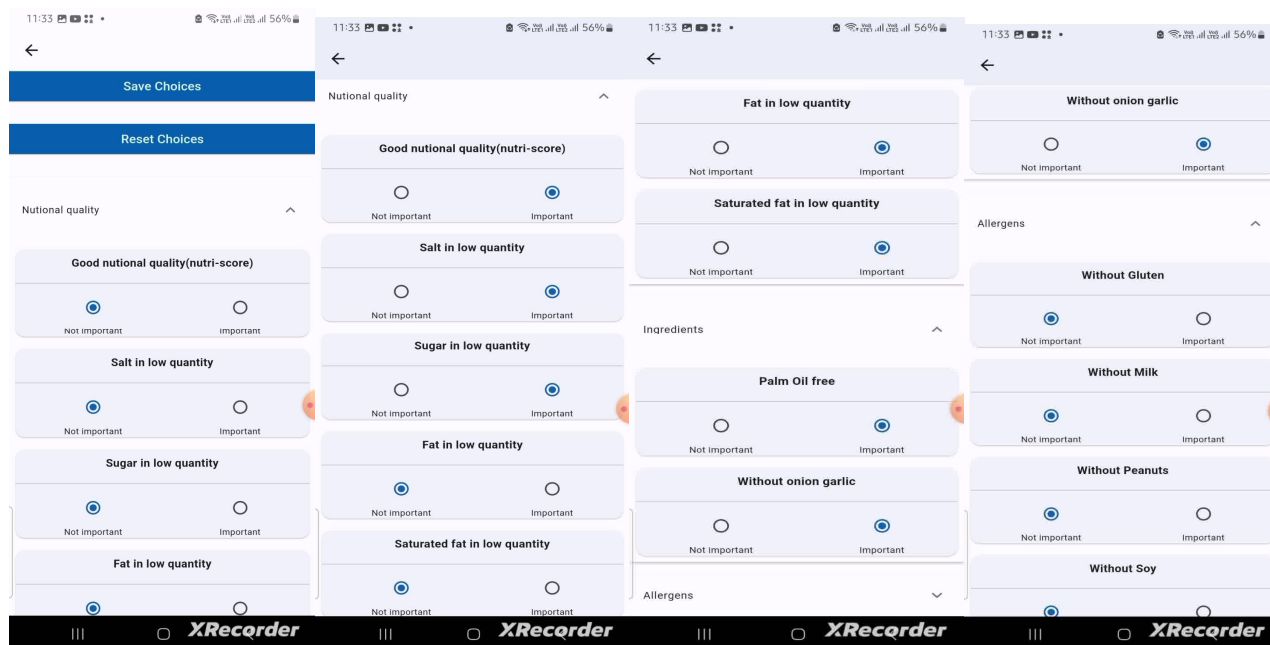 11:33
56%
Save Choices
Reset Choices
Nutional quality
Good nutional quality(nutri-score)
Not important Important
Salt in low quantity
Not important Important
Sugar in low quantity
Not important Important
Fat in low quantity
XRecorder
11:33
56%
Nutional quality
Good nutional quality(nutri-score)
Not important Important
Salt in low quantity
Not important Important
Sugar in low quantity
Not important Important
Fat in low quantity
Not important Important
Saturated fat in low quantity
Not important Important
XRecorder
11:33
56%
Fat in low quantity
Not important Important
Saturated fat in low quantity
Not important Important
Ingredients
Palm Oil free
Not important Important
Without onion garlic
Not important Important
Allergens
XRecorder
11:33
56%
Without onion garlic
Not important Important
Allergens
Without Gluten
Not important Important
Without Milk
Not important Important
Without Peanuts
Not important Important
Without Soy
XRecorder